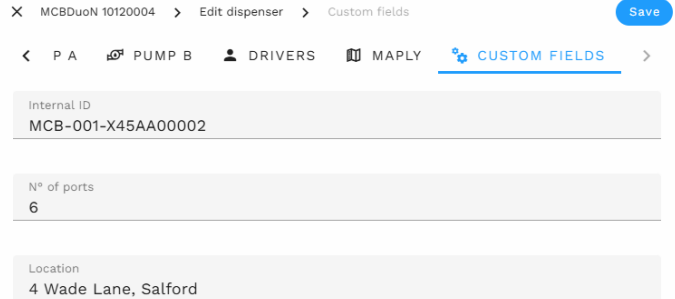 MCBDuoN 10120004 > Edit dispenser > Custom fields Save
P A PUMP B DRIVERS MAPLY CUSTOM FIELDS
Internal ID
MCB-001-X45AA00002
N° of ports
6
Location
4 Wade Lane, Salford